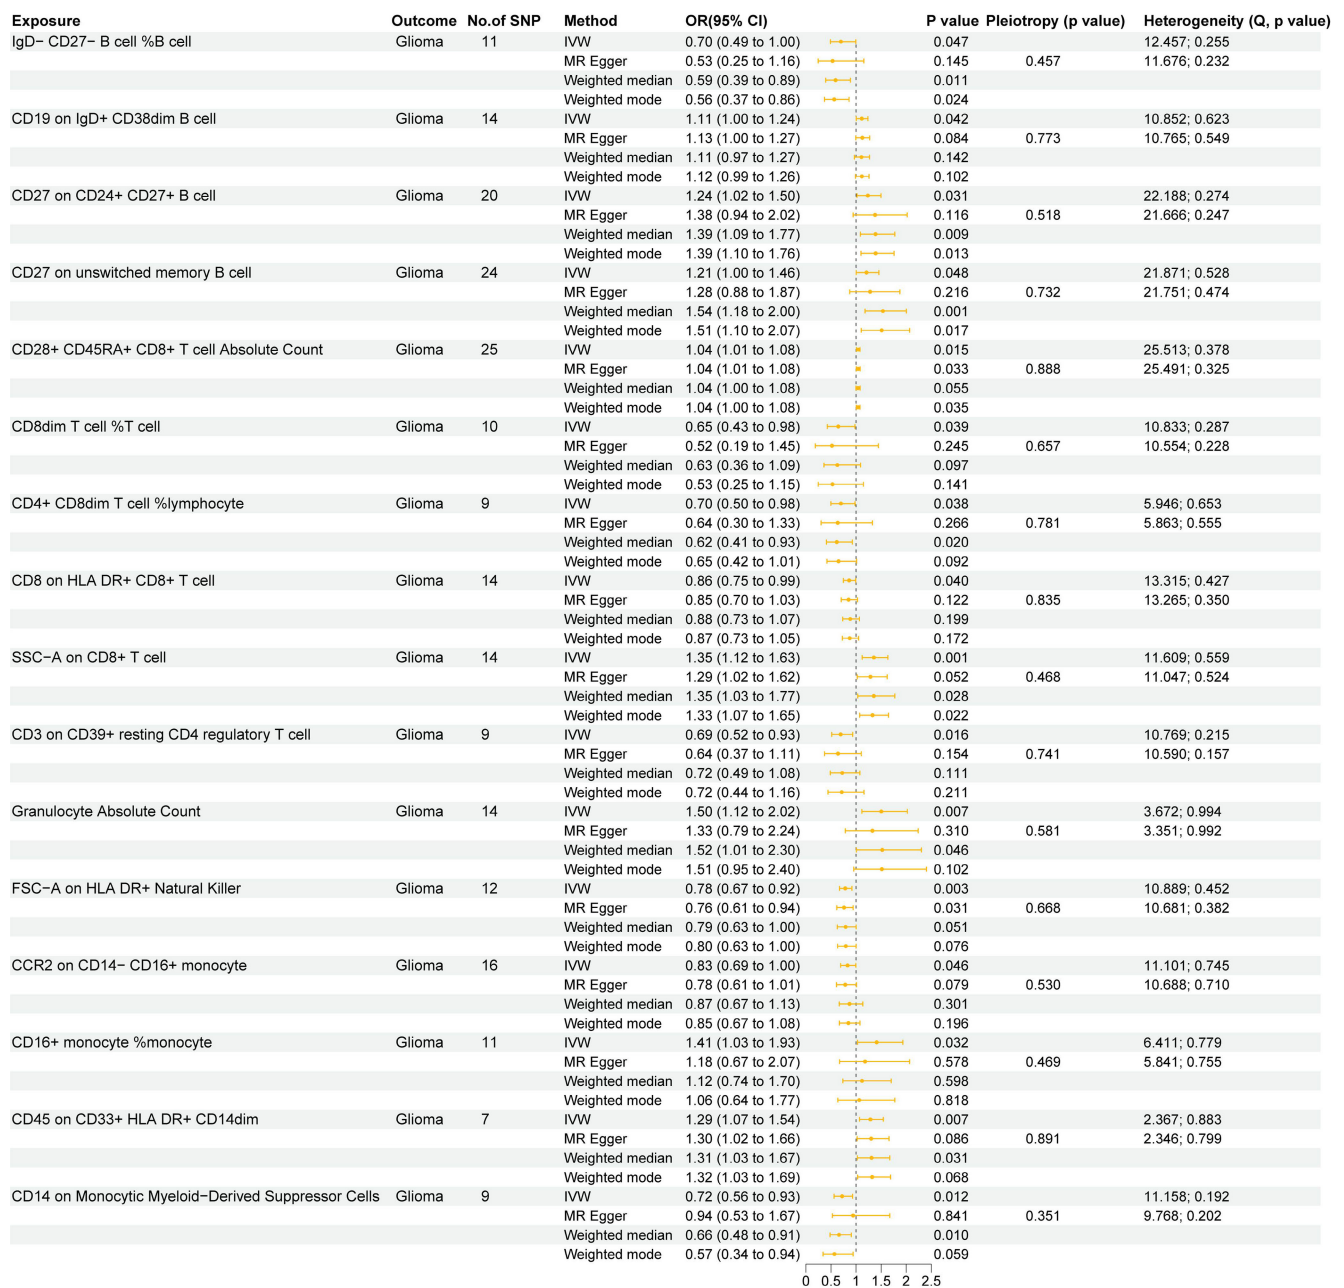 Exposure Outcome No.of SNP Method OR(95% CI) P value Pleiotropy (p value) Heterogeneity (Q, p value)
IgD− CD27− B cell %B cell Glioma 11 IVW 0.70 (0.49 to 1.00) 0.047 12.457; 0.255
MR Egger 0.53 (0.25 to 1.16) 0.145 0.457 11.676; 0.232
Weighted median 0.59 (0.39 to 0.89) 0.011
Weighted mode 0.56 (0.37 to 0.86) 0.024
CD19 on IgD+ CD38dim B cell Glioma 14 IVW 1.11 (1.00 to 1.24) 0.042 10.852; 0.623
MR Egger 1.13 (1.00 to 1.27) 0.084 0.773 10.765; 0.549
Weighted median 1.11 (0.97 to 1.27) 0.142
Weighted mode 1.12 (0.99 to 1.26) 0.102
CD27 on CD24+ CD27+ B cell Glioma 20 IVW 1.24 (1.02 to 1.50) 0.031 22.188; 0.274
MR Egger 1.38 (0.94 to 2.02) 0.116 0.518 21.666; 0.247
Weighted median 1.39 (1.09 to 1.77) 0.009
Weighted mode 1.39 (1.10 to 1.76) 0.013
CD27 on unswitched memory B cell Glioma 24 IVW 1.21 (1.00 to 1.46) 0.048 21.871; 0.528
MR Egger 1.28 (0.88 to 1.87) 0.216 0.732 21.751; 0.474
Weighted median 1.54 (1.18 to 2.00) 0.001
Weighted mode 1.51 (1.10 to 2.07) 0.017
CD28+ CD45RA+ CD8+ T cell Absolute Count Glioma 25 IVW 1.04 (1.01 to 1.08) 0.015 25.513; 0.378
MR Egger 1.04 (1.01 to 1.08) 0.033 0.888 25.491; 0.325
Weighted median 1.04 (1.00 to 1.08) 0.055
Weighted mode 1.04 (1.00 to 1.08) 0.035
CD8dim T cell %T cell Glioma 10 IVW 0.65 (0.43 to 0.98) 0.039 10.833; 0.287
MR Egger 0.52 (0.19 to 1.45) 0.245 0.657 10.554; 0.228
Weighted median 0.63 (0.36 to 1.09) 0.097
Weighted mode 0.53 (0.25 to 1.15) 0.141
CD4+ CD8dim T cell %lymphocyte Glioma 9 IVW 0.70 (0.50 to 0.98) 0.038 5.946; 0.653
MR Egger 0.64 (0.30 to 1.33) 0.266 0.781 5.863; 0.555
Weighted median 0.62 (0.41 to 0.93) 0.020
Weighted mode 0.65 (0.42 to 1.01) 0.092
CD8 on HLA DR+ CD8+ T cell Glioma 14 IVW 0.86 (0.75 to 0.99) 0.040 13.315; 0.427
MR Egger 0.85 (0.70 to 1.03) 0.122 0.835 13.265; 0.350
Weighted median 0.88 (0.73 to 1.07) 0.199
Weighted mode 0.87 (0.73 to 1.05) 0.172
SSC−A on CD8+ T cell Glioma 14 IVW 1.35 (1.12 to 1.63) 0.001 11.609; 0.559
MR Egger 1.29 (1.02 to 1.62) 0.052 0.468 11.047; 0.524
Weighted median 1.35 (1.03 to 1.77) 0.028
Weighted mode 1.33 (1.07 to 1.65) 0.022
CD3 on CD39+ resting CD4 regulatory T cell Glioma 9 IVW 0.69 (0.52 to 0.93) 0.016 10.769; 0.215
MR Egger 0.64 (0.37 to 1.11) 0.154 0.741 10.590; 0.157
Weighted median 0.72 (0.49 to 1.08) 0.111
Weighted mode 0.72 (0.44 to 1.16) 0.211
Granulocyte Absolute Count Glioma 14 IVW 1.50 (1.12 to 2.02) 0.007 3.672; 0.994
MR Egger 1.33 (0.79 to 2.24) 0.310 0.581 3.351; 0.992
Weighted median 1.52 (1.01 to 2.30) 0.046
Weighted mode 1.51 (0.95 to 2.40) 0.102
FSC−A on HLA DR+ Natural Killer Glioma 12 IVW 0.78 (0.67 to 0.92) 0.003 10.889; 0.452
MR Egger 0.76 (0.61 to 0.94) 0.031 0.668 10.681; 0.382
Weighted median 0.79 (0.63 to 1.00) 0.051
Weighted mode 0.80 (0.63 to 1.00) 0.076
CCR2 on CD14− CD16+ monocyte Glioma 16 IVW 0.83 (0.69 to 1.00) 0.046 11.101; 0.745
MR Egger 0.78 (0.61 to 1.01) 0.079 0.530 10.688; 0.710
Weighted median 0.87 (0.67 to 1.13) 0.301
Weighted mode 0.85 (0.67 to 1.08) 0.196
CD16+ monocyte %monocyte Glioma 11 IVW 1.41 (1.03 to 1.93) 0.032 6.411; 0.779
MR Egger 1.18 (0.67 to 2.07) 0.578 0.469 5.841; 0.755
Weighted median 1.12 (0.74 to 1.70) 0.598
Weighted mode 1.06 (0.64 to 1.77) 0.818
CD45 on CD33+ HLA DR+ CD14dim Glioma 7 IVW 1.29 (1.07 to 1.54) 0.007 2.367; 0.883
MR Egger 1.30 (1.02 to 1.66) 0.086 0.891 2.346; 0.799
Weighted median 1.31 (1.03 to 1.67) 0.031
Weighted mode 1.32 (1.03 to 1.69) 0.068
CD14 on Monocytic Myeloid−Derived Suppressor Cells Glioma 9 IVW 0.72 (0.56 to 0.93) 0.012 11.158; 0.192
MR Egger 0.94 (0.53 to 1.67) 0.841 0.351 9.768; 0.202
Weighted median 0.66 (0.48 to 0.91) 0.010
Weighted mode 0.57 (0.34 to 0.94) 0.059
0 0.5 1 1.5 2 2.5